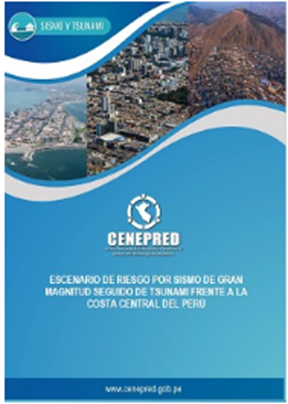 SISMO Y TSUNAMI
CENEPRED
ESCENARIO DE RIESGO POR SISMO DE GRAN
MAGNITUD SEGUIDO DE TSUNAMI FRENTE A LA
COSTA CENTRAL DEL PERÚ
www.cenepred.gob.pe